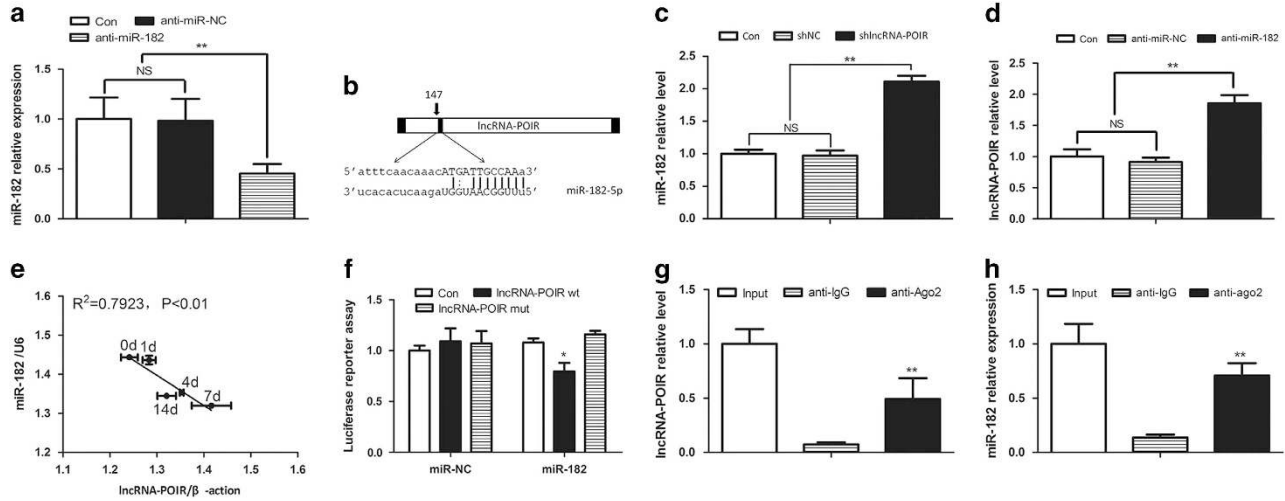 a
Con anti-miR-NC
anti-miR-182
**
NS
miR-182 relative expression
1.5
1.0
0.5
0.0
b
147
lncRNA-POIR
5’atttcaacaaacATGATTGCCAAa3’
3’ucacacucaagaUGGUAACGGUUu5’
miR-182-5p
c
Con shNC shlncRNA-POIR
**
NS
miR-182 relative level
2.5
2.0
1.5
1.0
0.5
0.0
d
Con anti-miR-NC anti-miR-182
**
NS
lncRNA-POIR relative level
2.5
2.0
1.5
1.0
0.5
0.0
e
R²=0.7923, P<0.01
miR-182 /U6
1.6
1.5
1.4
1.3
1.2
0d 1d
4d
7d
14d
1.1 1.2 1.3 1.4 1.5 1.6
lncRNA-POIR/β -action
f
Con lncRNA-POIR wt
lncRNA-POIR mut
Luciferase reporter assay
1.5
1.0
0.5
0.0
*
miR-NC miR-182
g
Input anti-IgG anti-Ago2
lncRNA-POIR relative level
1.5
1.0
0.5
0.0
**
h
Input anti-IgG anti-ago2
miR-182 relative expression
1.5
1.0
0.5
0.0
**